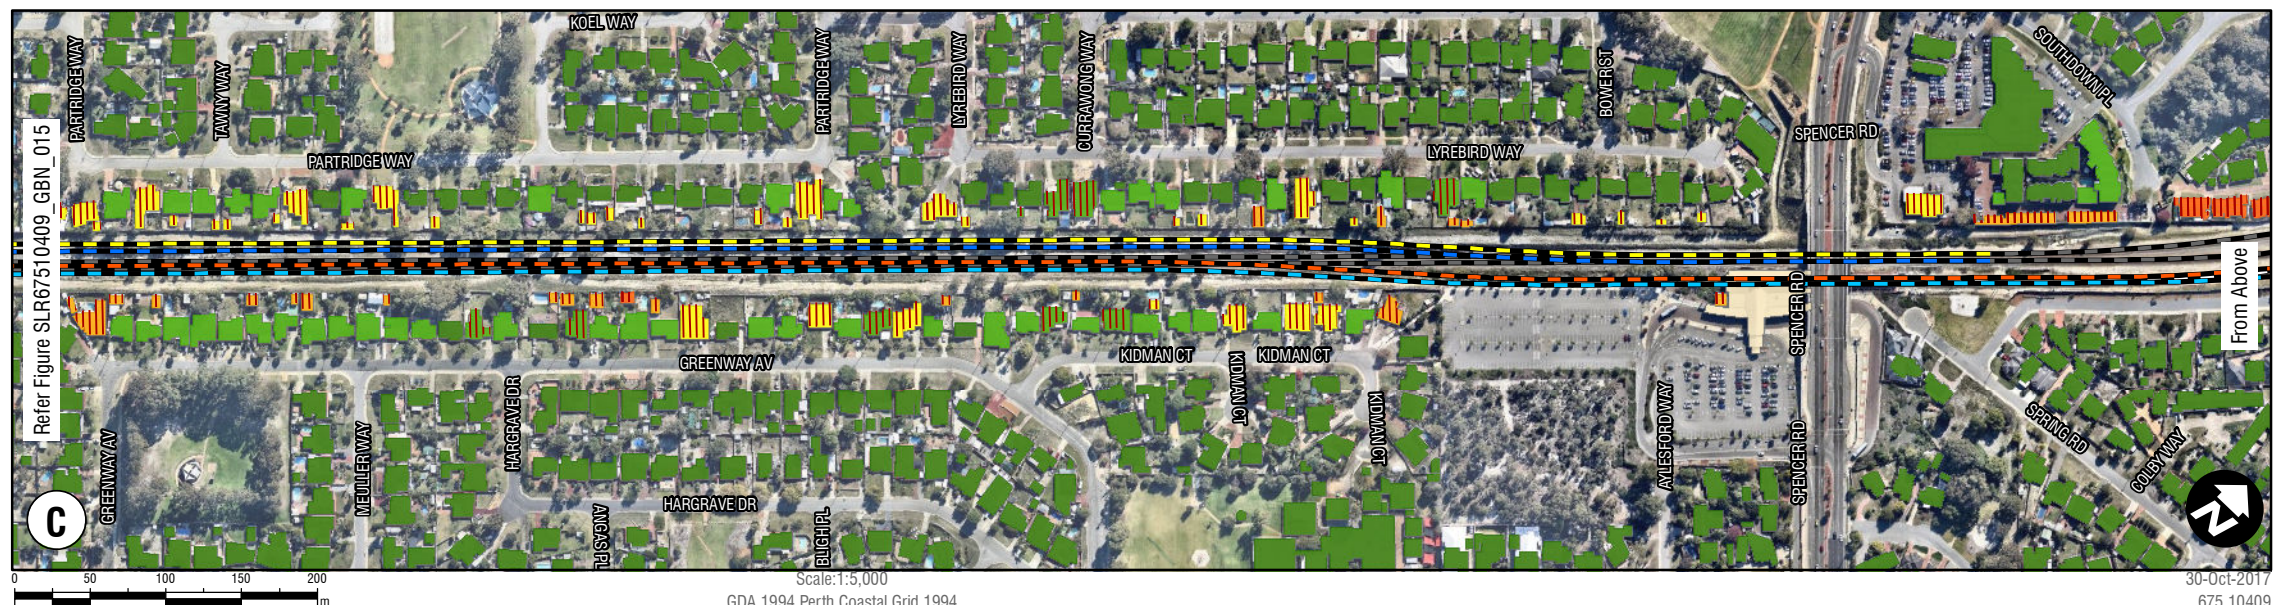 KOEL WAY
PARTRIDGE WAY
TAWNY WAY
PARTRIDGE WAY
LYREBIRD WAY
CURRAWONG WAY
BOWER ST
SPENCER RD
SOUTHDOWN PL
PARTRIDGE WAY
LYREBIRD WAY
Refer Figure SLR67510409_GBN_015
From Above
SPENCER RD
GREENWAY AV
KIDMAN CT
KIDMAN CT
KIDMAN CT
KIDMAN CT
HARGRAVE DR
AYLESFORD WAY
SPENCER RD
SPRING RD
COLBY WAY
GREENWAY AV
MEULLER WAY
HARGRAVE DR
ANGAS PL
BLIGH PL
C
N
0 50 100 150 200
m
Scale:1:5,000
GDA 1994 Perth Coastal Grid 1994
30-Oct-2017
675.10409